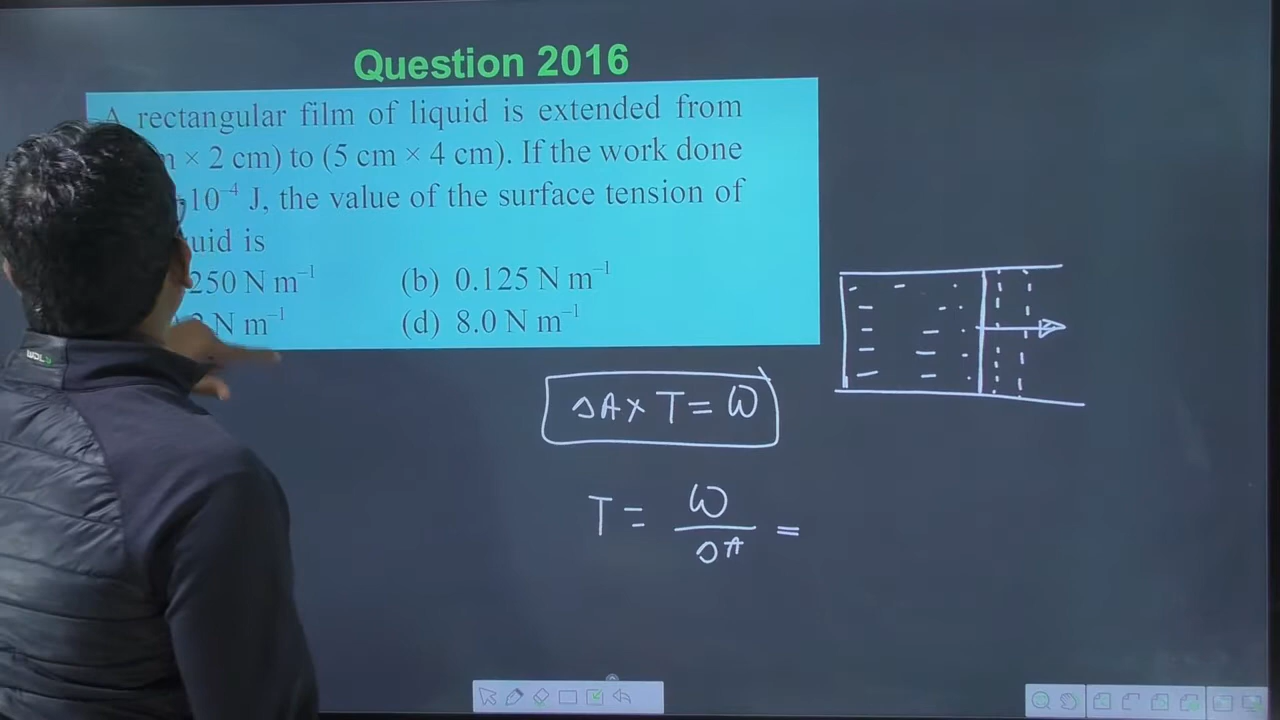 Question 2016
A rectangular film of liquid is extended from
× 2 cm) to (5 cm × 4 cm). If the work done
10⁻⁴ J, the value of the surface tension of
is
250 N m⁻¹ (b) 0.125 N m⁻¹
N m⁻¹ (d) 8.0 N m⁻¹
ΔA × T = W
T = W/ΔA =